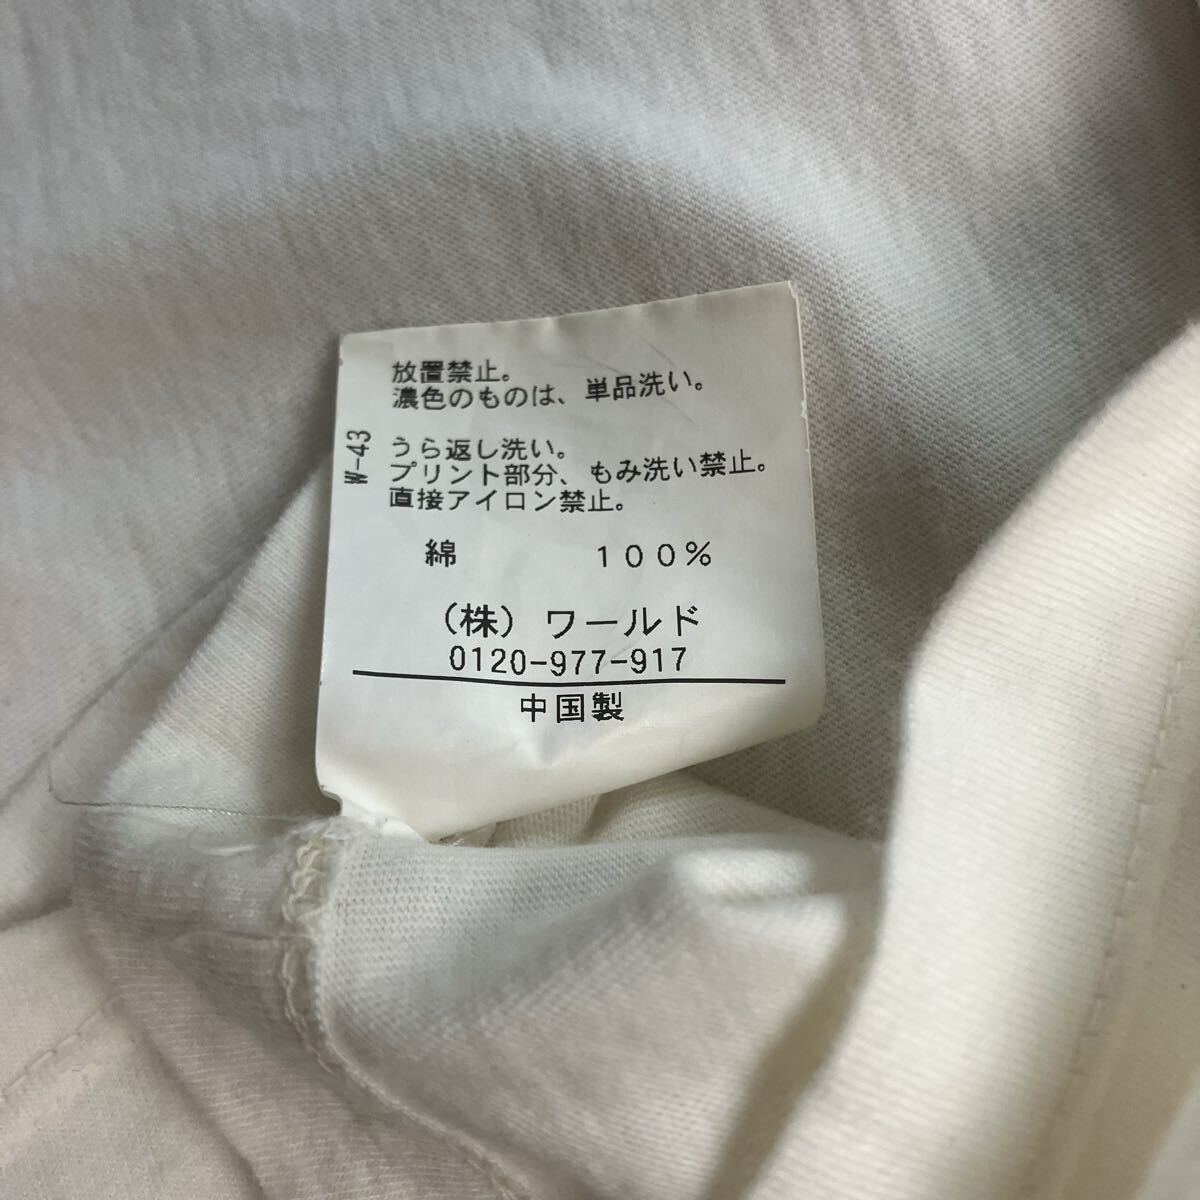 放置禁止。
濃色のものは、単品洗い。
うら返し洗い。
プリント部分、もみ洗い禁止。
直接アイロン禁止。
W-43
綿 100%
(株) ワールド
0120-977-917
中国製